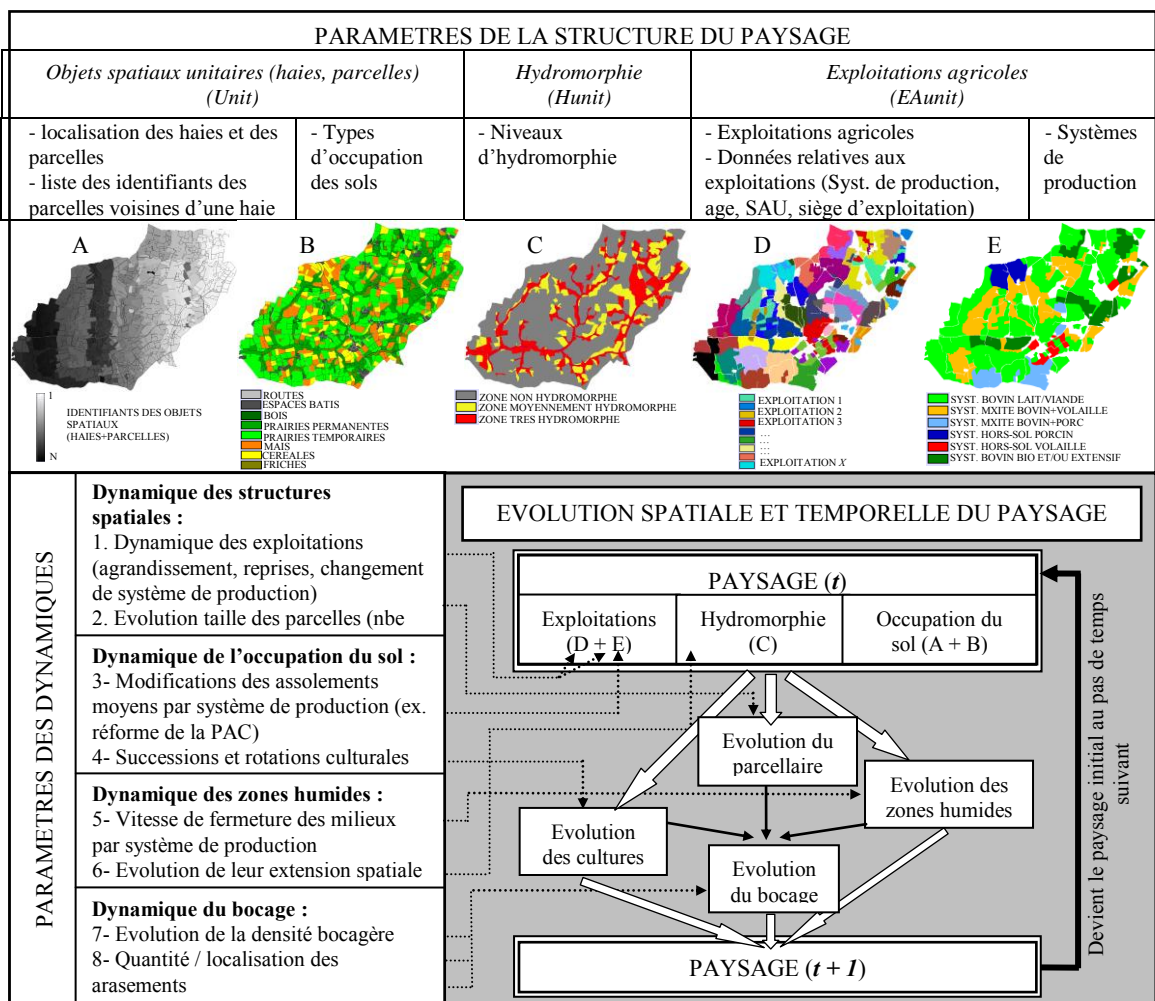 PARAMETRES DE LA STRUCTURE DU PAYSAGE
Objets spatiaux unitaires (haies, parcelles)
(Unit)
Hydromorphie
(Hunit)
Exploitations agricoles
(EAunit)
- localisation des haies et des
parcelles
- liste des identifiants des
parcelles voisines d’une haie
- Types
d’occupation
des sols
- Niveaux
d’hydromorphie
- Exploitations agricoles
- Données relatives aux
exploitations (Syst. de production,
age, SAU, siège d’exploitation)
- Systèmes
de
production
A
B
C
D
E
1
N
IDENTIFIANTS DES OBJETS
SPATIAUX
(HAIES+PARCELLES)
ROUTES
ESPACES BATIS
BOIS
PRAIRIES PERMANENTES
PRAIRIES TEMPORAIRES
MAIS
CEREALES
FRICHES
ZONE NON HYDROMORPHE
ZONE MOYENNEMENT HYDROMORPHE
ZONE TRES HYDROMORPHE
EXPLOITATION 1
EXPLOITATION 2
EXPLOITATION 3
…
…
…
EXPLOITATION X
SYST. BOVIN LAIT/VIANDE
SYST. MXITE BOVIN+VOLAILLE
SYST. MXITE BOVIN+PORC
SYST. HORS-SOL PORCIN
SYST. HORS-SOL VOLAILLE
SYST. BOVIN BIO ET/OU EXTENSIF
PARAMETRES DES DYNAMIQUES
Dynamique des structures
spatiales :
1. Dynamique des exploitations
(agrandissement, reprises, changement
de système de production)
2. Evolution taille des parcelles (nbe
Dynamique de l’occupation du sol :
3- Modifications des assolements
moyens par système de production (ex.
réforme de la PAC)
4- Successions et rotations culturales
Dynamique des zones humides :
5- Vitesse de fermeture des milieux
par système de production
6- Evolution de leur extension spatiale
Dynamique du bocage :
7- Evolution de la densité bocagère
8- Quantité / localisation des
arasements
EVOLUTION SPATIALE ET TEMPORELLE DU PAYSAGE
PAYSAGE (t)
Exploitations
(D + E)
Hydromorphie
(C)
Occupation du
sol (A + B)
Evolution du
parcellaire
Evolution des
zones humides
Evolution
des cultures
Evolution
du bocage
PAYSAGE (t + 1)
Devient le paysage initial au pas de temps
suivant